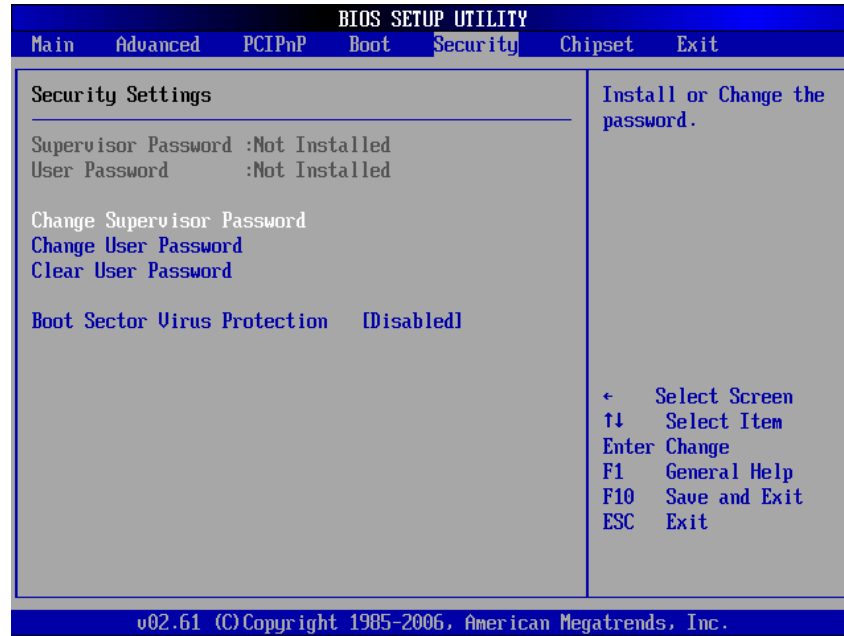 BIOS SETUP UTILITY
Main Advanced PCIPnP Boot Security Chipset Exit
Security Settings
Supervisor Password :Not Installed
User Password :Not Installed
Change Supervisor Password
Change User Password
Clear User Password
Boot Sector Virus Protection [Disabled]
Install or Change the
password.
← Select Screen
↑↓ Select Item
Enter Change
F1 General Help
F10 Save and Exit
ESC Exit
v02.61 (C)Copyright 1985-2006, American Megatrends, Inc.